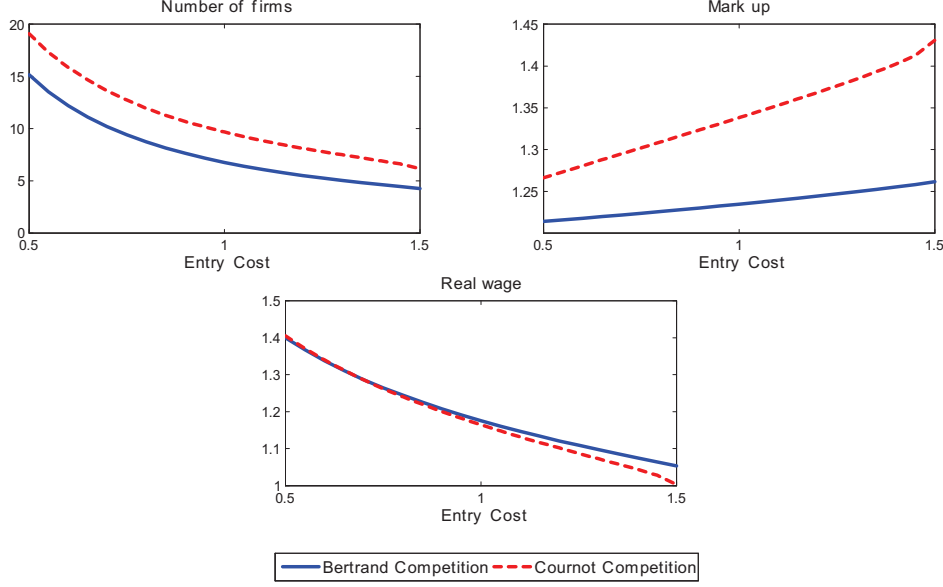 Number of firms
20
15
10
5
0
0.5 1 1.5
Entry Cost
Mark up
1.45
1.4
1.35
1.3
1.25
0.5 1 1.5
Entry Cost
Real wage
1.5
1.4
1.3
1.2
1.1
1
0.5 1 1.5
Entry Cost
Bertrand Competition Cournot Competition